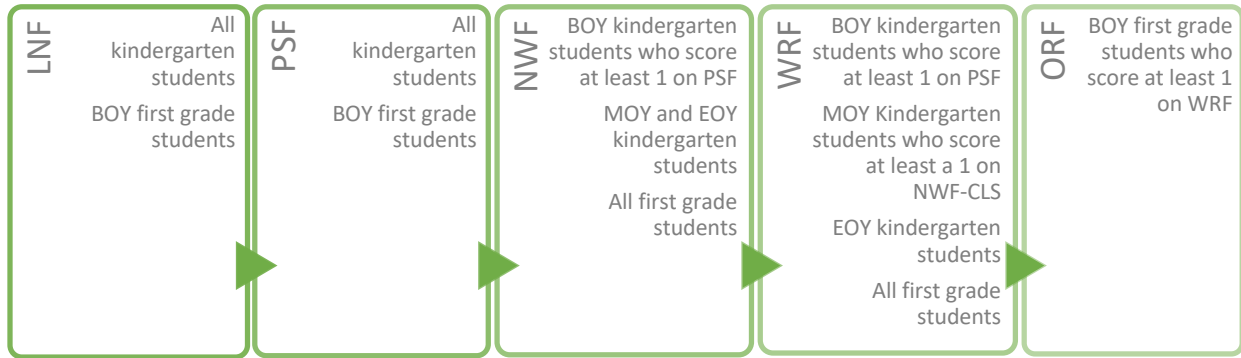 LNF
All
kindergarten
students
BOY first grade
students
PSF
All
kindergarten
students
BOY first grade
students
NWF
BOY kindergarten
students who score
at least 1 on PSF
MOY and EOY
kindergarten
students
All first grade
students
WRF
BOY kindergarten
students who score
at least 1 on PSF
MOY Kindergarten
students who score
at least a 1 on
NWF-CLS
EOY kindergarten
students
All first grade
students
ORF
BOY first grade
students who
score at least 1
on WRF